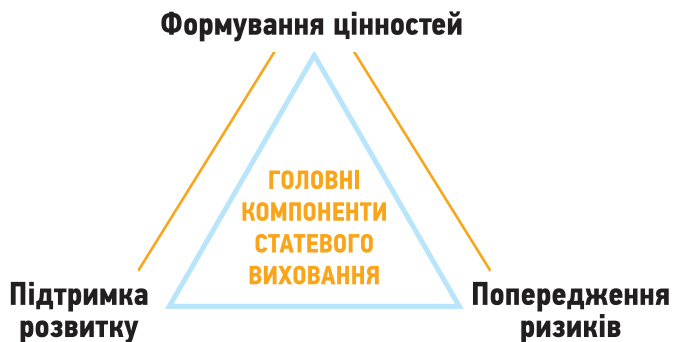 Формування цінностей
ГОЛОВНІ
КОМПОНЕНТИ
СТАТЕВОГО
ВИХОВАННЯ
Підтримка
розвитку
Попередження
ризиків